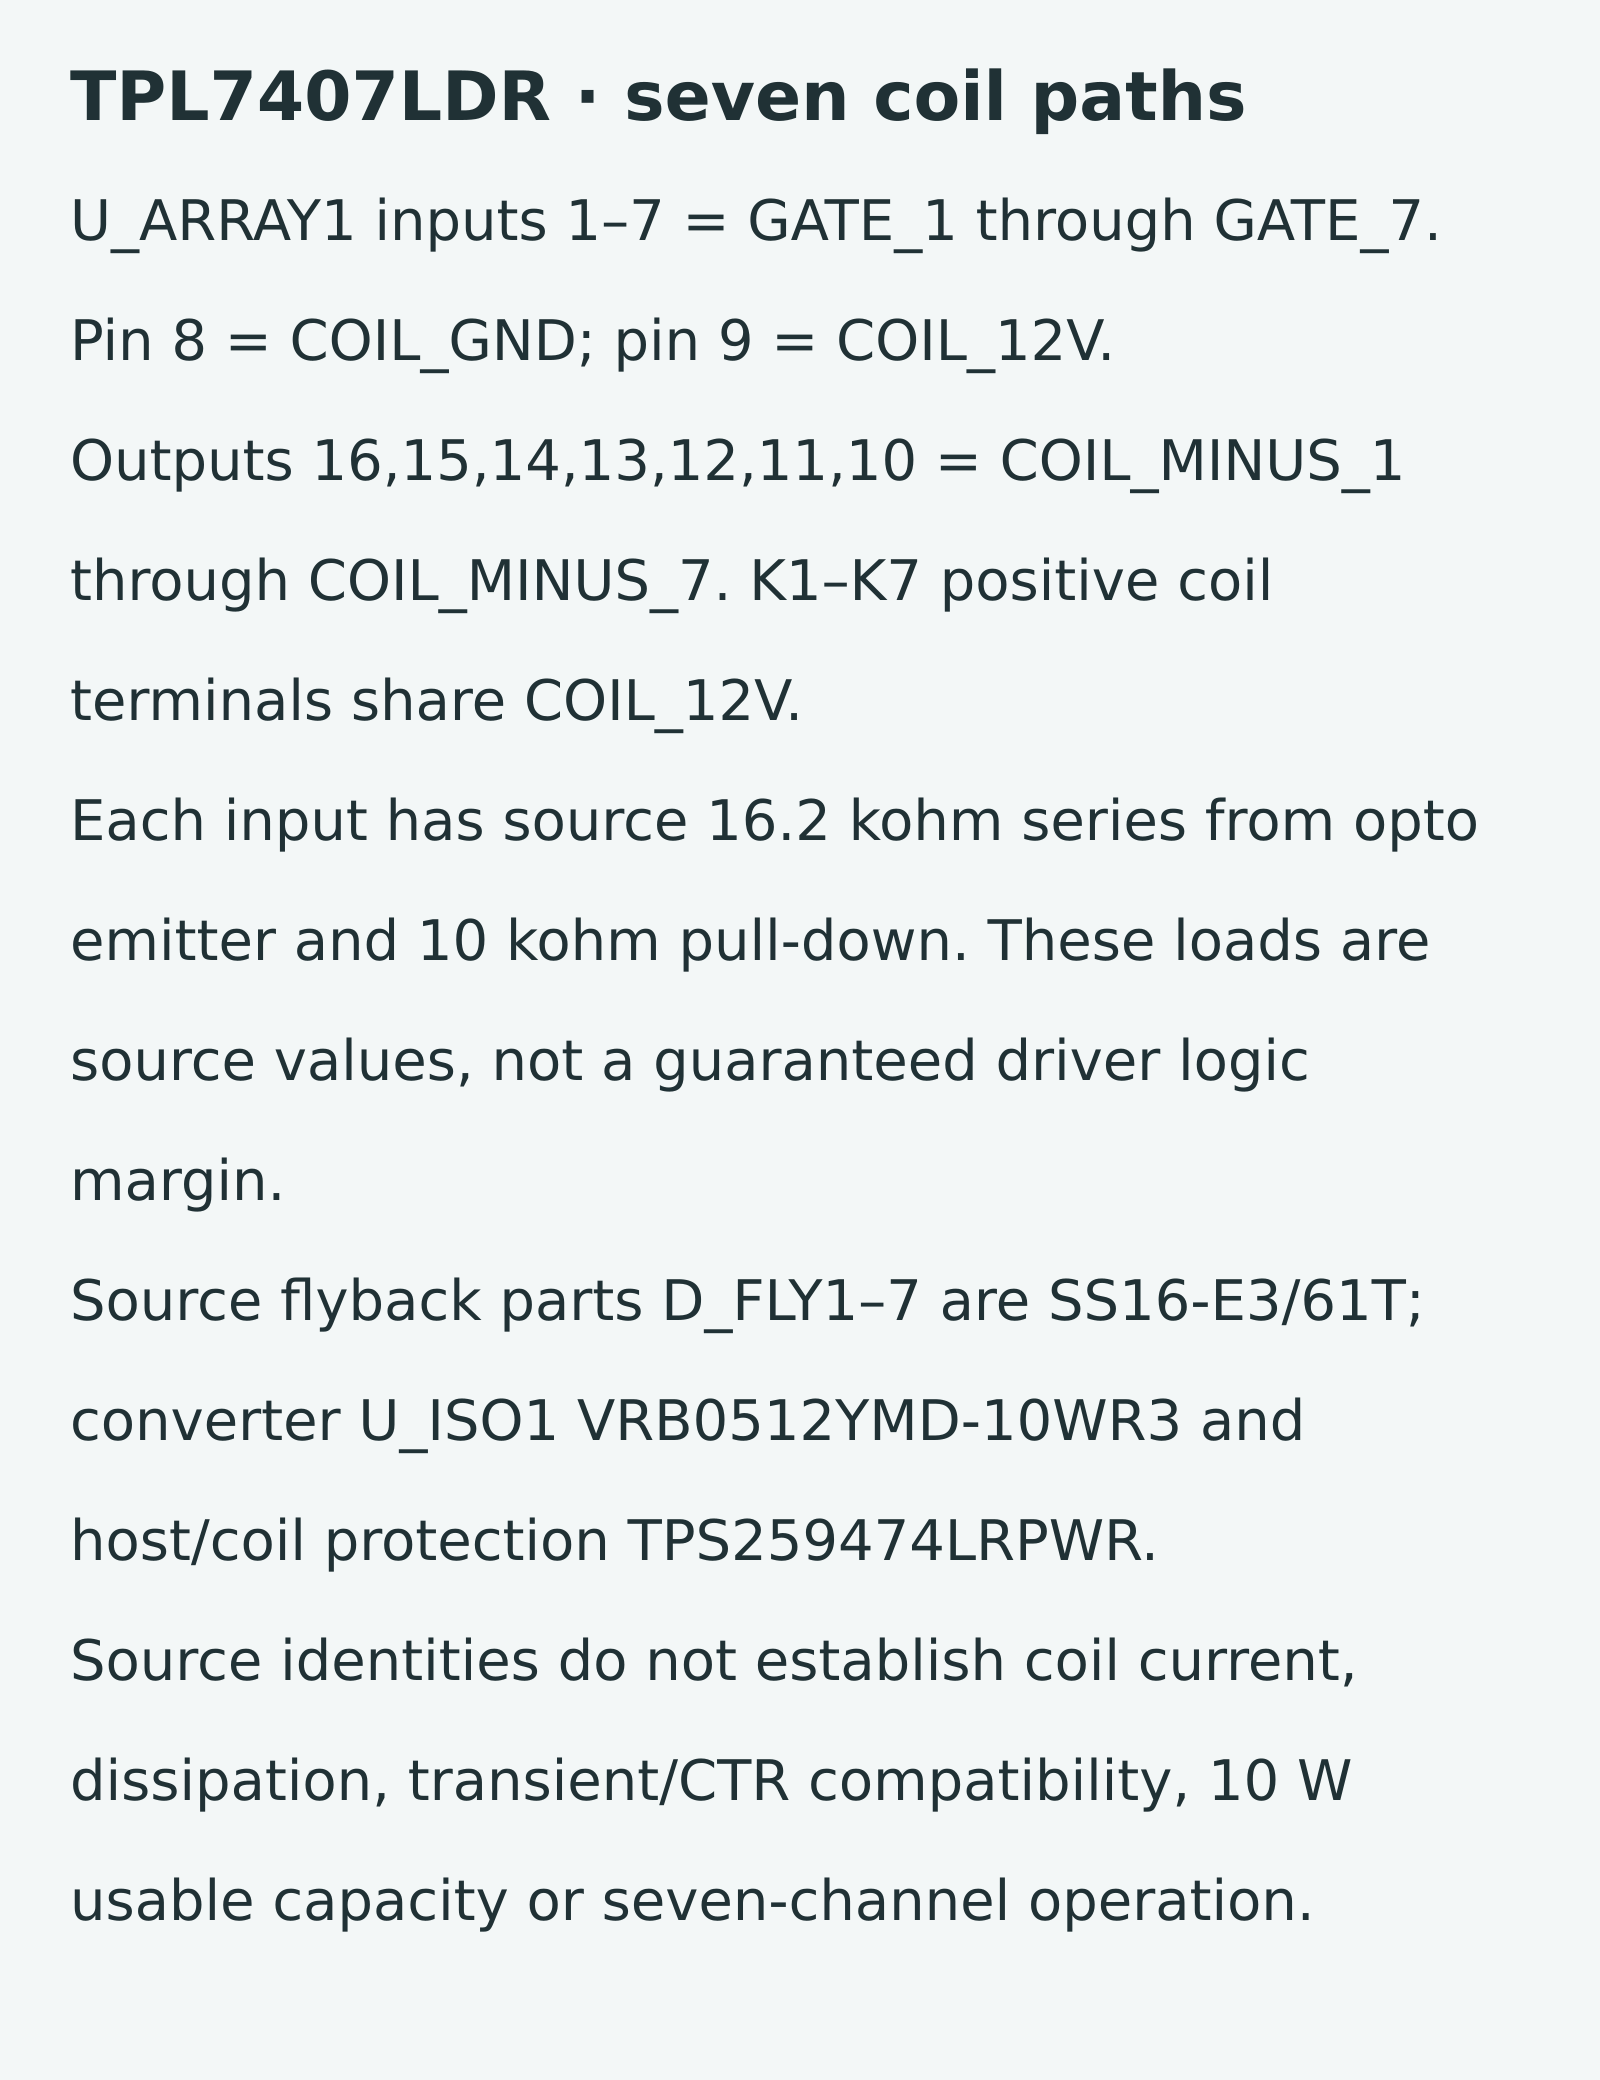 TPL7407LDR · seven coil paths
U_ARRAY1 inputs 1–7 = GATE_1 through GATE_7.
Pin 8 = COIL_GND; pin 9 = COIL_12V.
Outputs 16,15,14,13,12,11,10 = COIL_MINUS_1
through COIL_MINUS_7. K1–K7 positive coil
terminals share COIL_12V.
Each input has source 16.2 kohm series from opto
emitter and 10 kohm pull-down. These loads are
source values, not a guaranteed driver logic
margin.
Source flyback parts D_FLY1–7 are SS16-E3/61T;
converter U_ISO1 VRB0512YMD-10WR3 and
host/coil protection TPS259474LRPWR.
Source identities do not establish coil current,
dissipation, transient/CTR compatibility, 10 W
usable capacity or seven-channel operation.